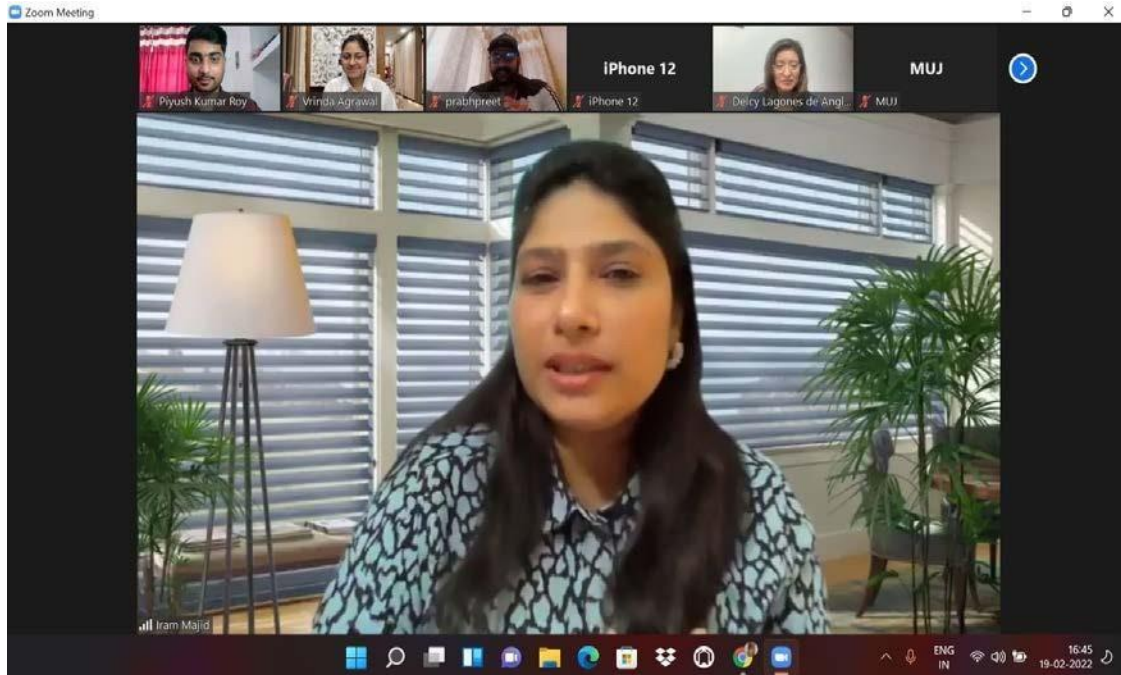 Zoom Meeting
iPhone 12
MUJ
Piyush Kumar Roy
Vrinda Agrawal
prabhpreet
iPhone 12
Delcy Lagones de Angl...
MUJ
Iram Majid
ENG
IN
16:45
19-02-2022